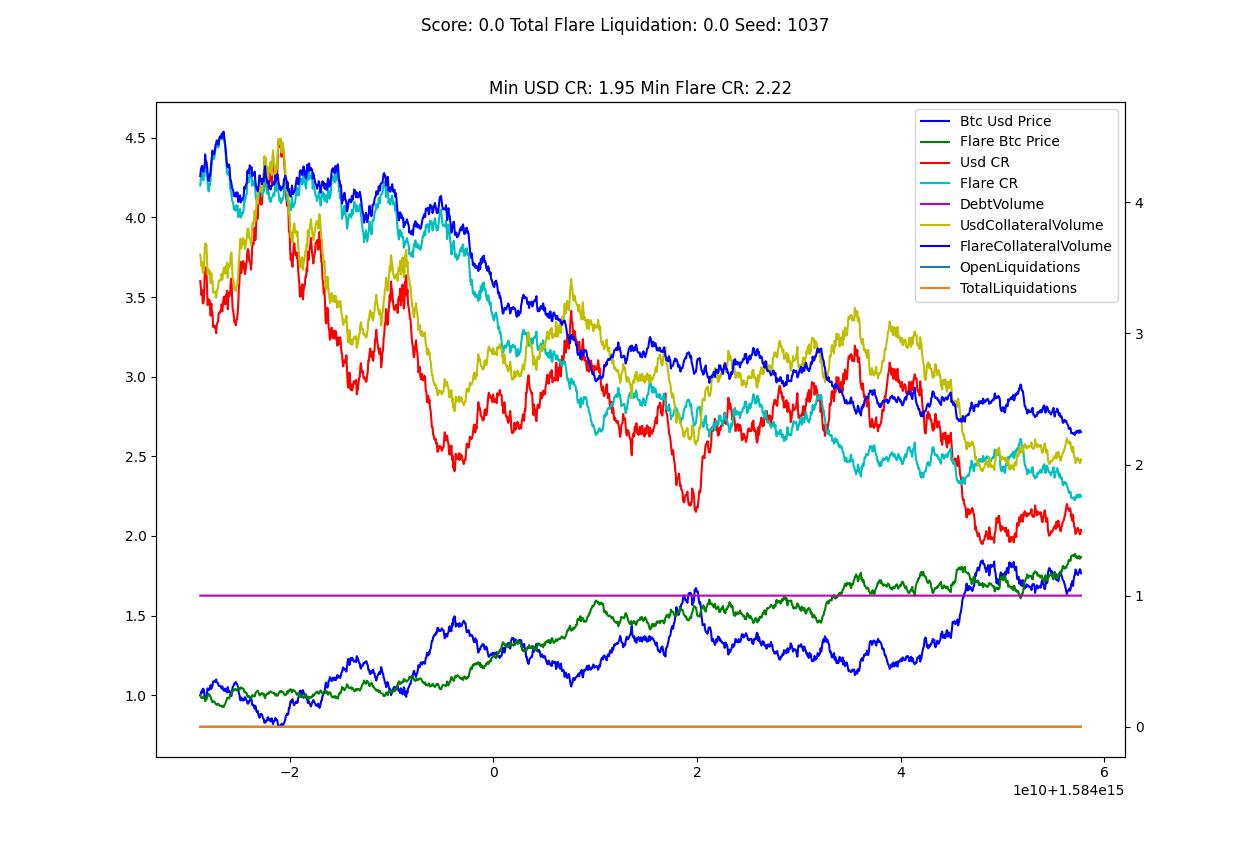 Score: 0.0 Total Flare Liquidation: 0.0 Seed: 1037
Min USD CR: 1.95 Min Flare CR: 2.22
Btc Usd Price
Flare Btc Price
Usd CR
Flare CR
DebtVolume
UsdCollateralVolume
FlareCollateralVolume
OpenLiquidations
TotalLiquidations
4.5
4.0
3.5
3.0
2.5
2.0
1.5
1.0
4
3
2
1
0
−2
0
2
4
6
1e10+1.584e15